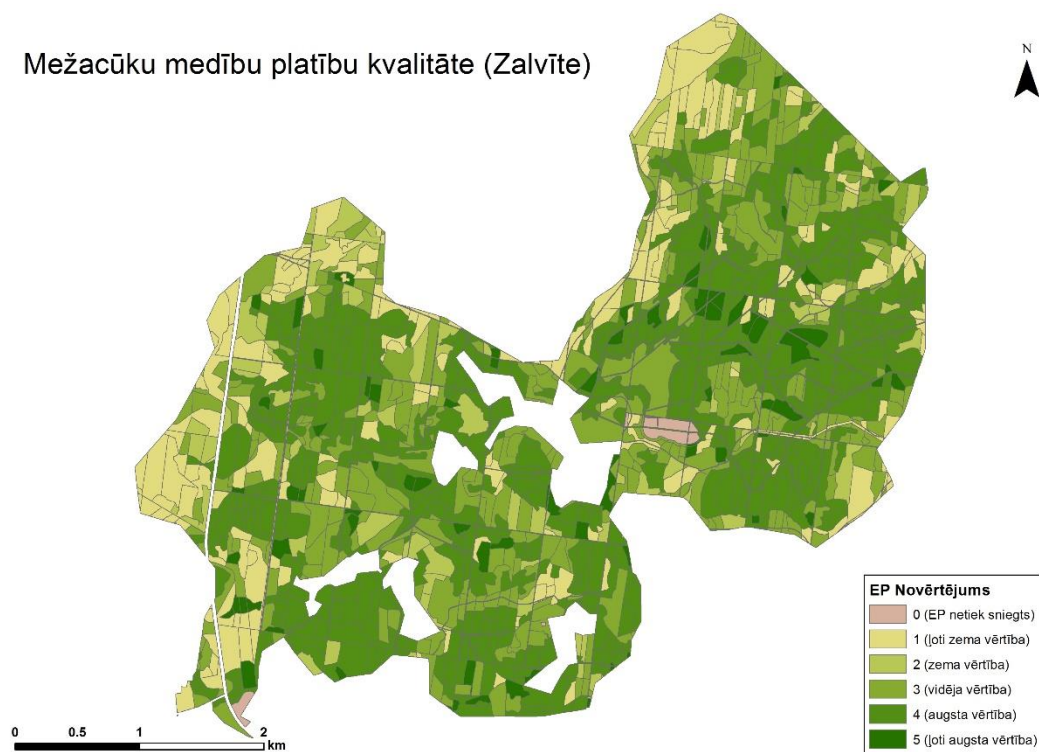 Mežacūku medību platību kvalitāte (Zalvīte)
N
EP Novērtējums
0 (EP netiek sniegts)
1 (ļoti zema vērtība)
2 (zema vērtība)
3 (vidēja vērtība)
4 (augsta vērtība)
5 (ļoti augsta vērtība)
0 0.5 1 2
km